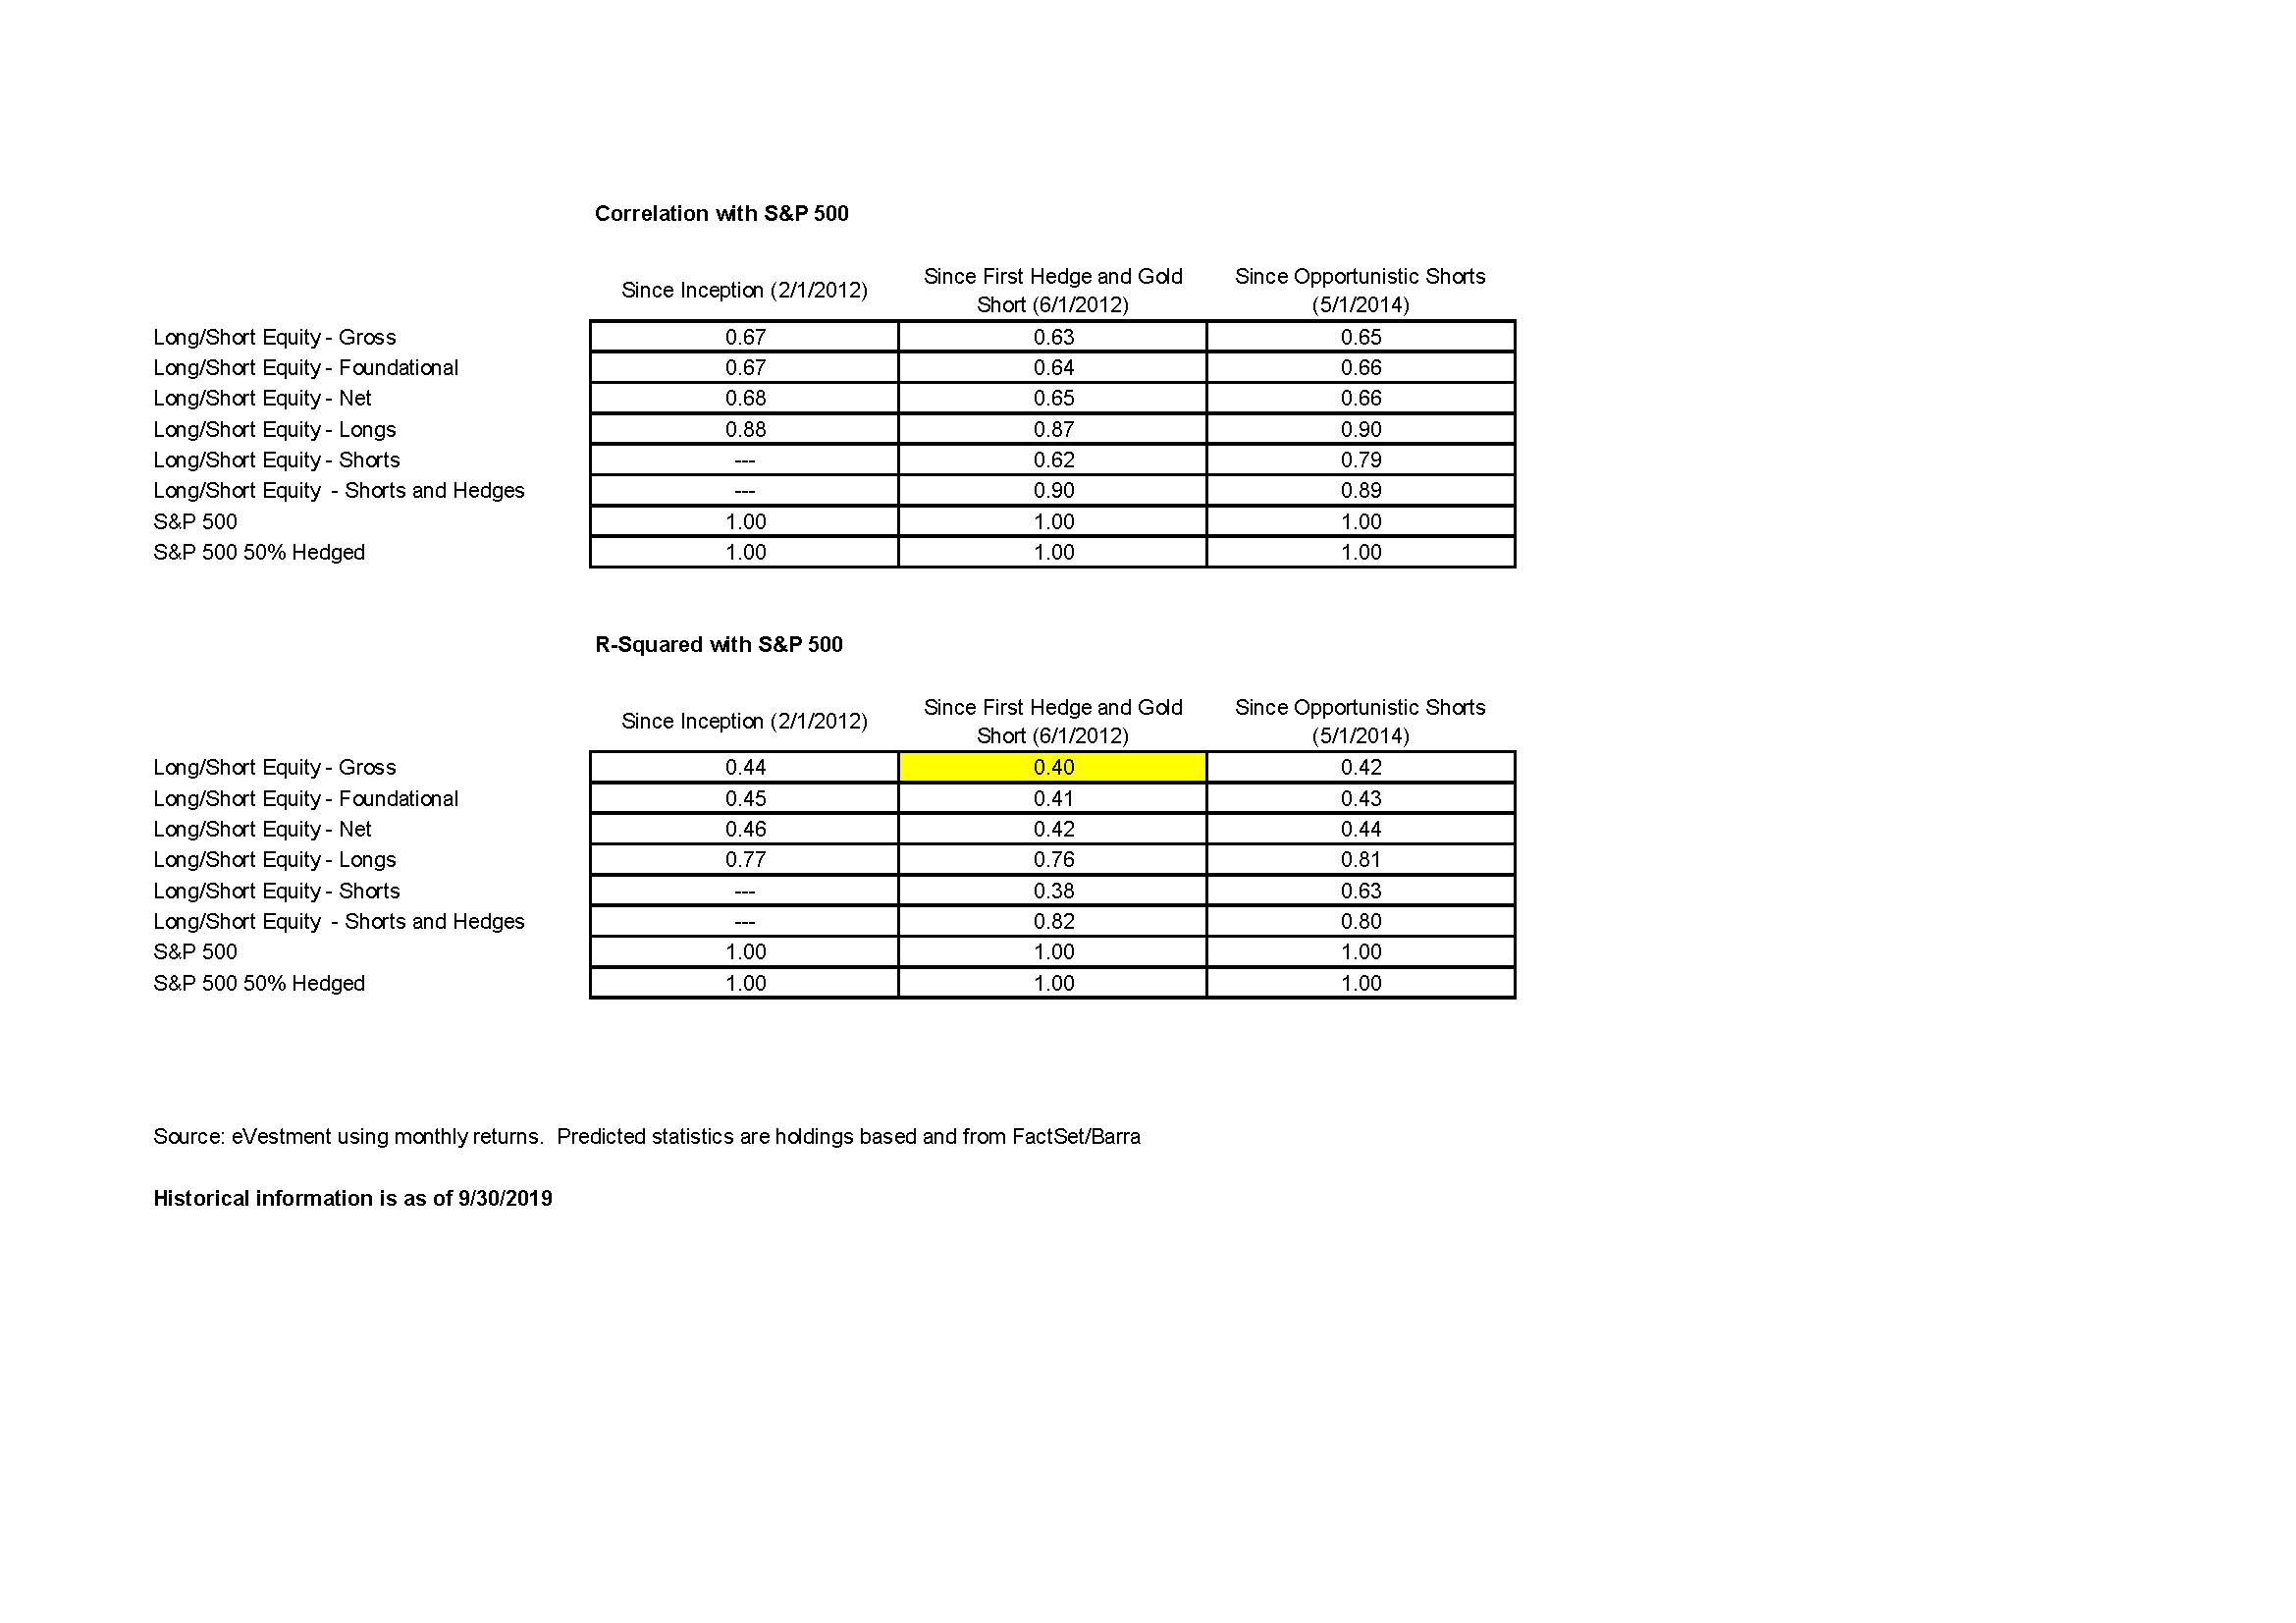 Correlation with S&P 500
Since Inception (2/1/2012) Since First Hedge and Gold Short (6/1/2012) Since Opportunistic Shorts (5/1/2014)
Long/Short Equity - Gross 0.67 0.63 0.65
Long/Short Equity - Foundational 0.67 0.64 0.66
Long/Short Equity - Net 0.68 0.65 0.66
Long/Short Equity - Longs 0.88 0.87 0.90
Long/Short Equity - Shorts --- 0.62 0.79
Long/Short Equity  - Shorts and Hedges --- 0.90 0.89
S&P 500 1.00 1.00 1.00
S&P 500 50% Hedged 1.00 1.00 1.00
R-Squared with S&P 500
Since Inception (2/1/2012) Since First Hedge and Gold Short (6/1/2012) Since Opportunistic Shorts (5/1/2014)
Long/Short Equity - Gross 0.44 0.40 0.42
Long/Short Equity - Foundational 0.45 0.41 0.43
Long/Short Equity - Net 0.46 0.42 0.44
Long/Short Equity - Longs 0.77 0.76 0.81
Long/Short Equity - Shorts --- 0.38 0.63
Long/Short Equity  - Shorts and Hedges --- 0.82 0.80
S&P 500 1.00 1.00 1.00
S&P 500 50% Hedged 1.00 1.00 1.00
Source: eVestment using monthly returns.  Predicted statistics are holdings based and from FactSet/Barra
Historical information is as of 9/30/2019